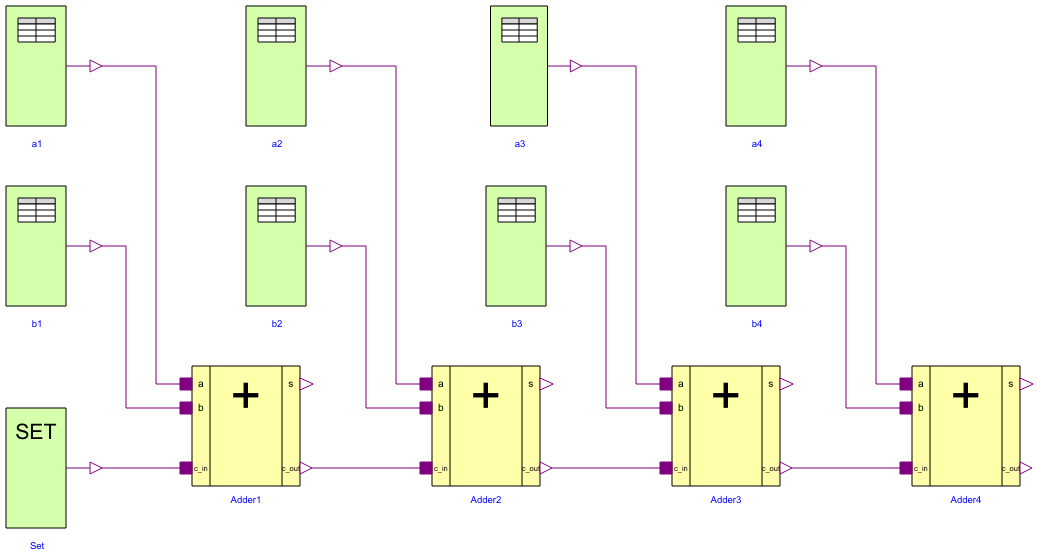 a1
a2
a3
a4
b1
b2
b3
b4
a s
b
c_in c_out
Adder1
a s
b
c_in c_out
Adder2
a s
b
c_in c_out
Adder3
a s
b
c_in c_out
Adder4
SET
Set